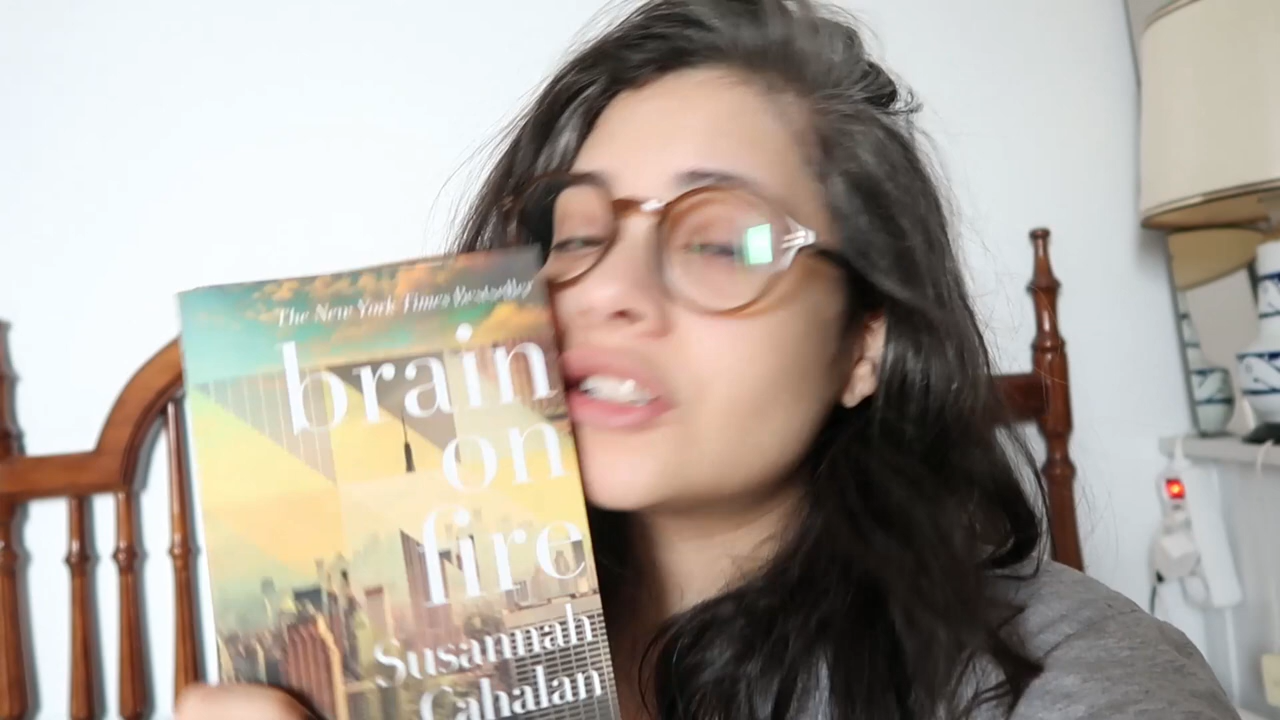 The New York Times Bestseller
brain
on
fire
Susannah
Cahalan